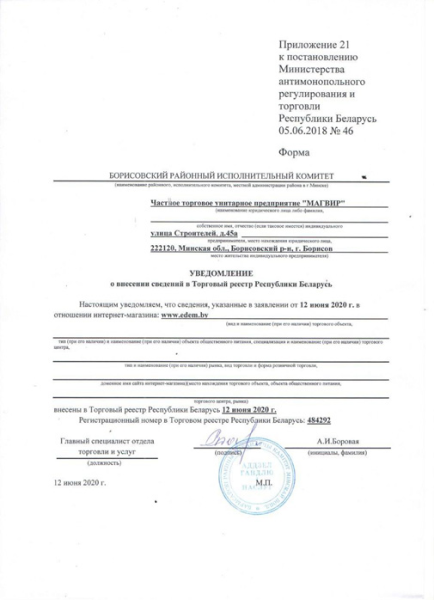 Приложение 21
к постановлению
Министерства
антимонопольного
регулирования и
торговли
Республики Беларусь
05.06.2018 № 46
Форма
БОРИСОВСКИЙ РАЙОННЫЙ ИСПОЛНИТЕЛЬНЫЙ КОМИТЕТ
(наименование районного, исполнительного комитета, местной администрации района в г.Минске)
Частное торговое унитарное предприятие "МАГВИР"
(наименование юридического лица либо фамилия,
собственное имя, отчество (если таковое имеется) индивидуального
улица Строителей, д.45а
предпринимателя, место нахождения юридического лица,
222120, Минская обл., Борисовский р-н, г. Борисов
место жительства индивидуального предпринимателя)
УВЕДОМЛЕНИЕ
о внесении сведений в Торговый реестр Республики Беларусь
Настоящим уведомляем, что сведения, указанные в заявлении от 12 июня 2020 г. в
отношении интернет-магазина: www.edem.by
(вид и наименование (при его наличии) торгового объекта,
тип (при его наличии) и наименование (при его наличии) объекта общественного питания, специализация и наименование (при его наличии) торгового
центра,
тип и наименование (при его наличии) рынка, вид торговли и форма розничной торговли,
доменное имя сайта интернет-магазина)/место нахождения торгового объекта, объекта общественного питания,
торгового центра, рынка)
внесены в Торговый реестр Республики Беларусь 12 июня 2020 г.
Регистрационный номер в Торговом реестре Республики Беларусь: 484292
Главный специалист отдела
торговли и услуг
А.И.Боровая
(должность)
(подпись)
(инициалы, фамилия)
АДДЗЕЛ
ГАНДЛЮ
12 июня 2020 г.
М.П.